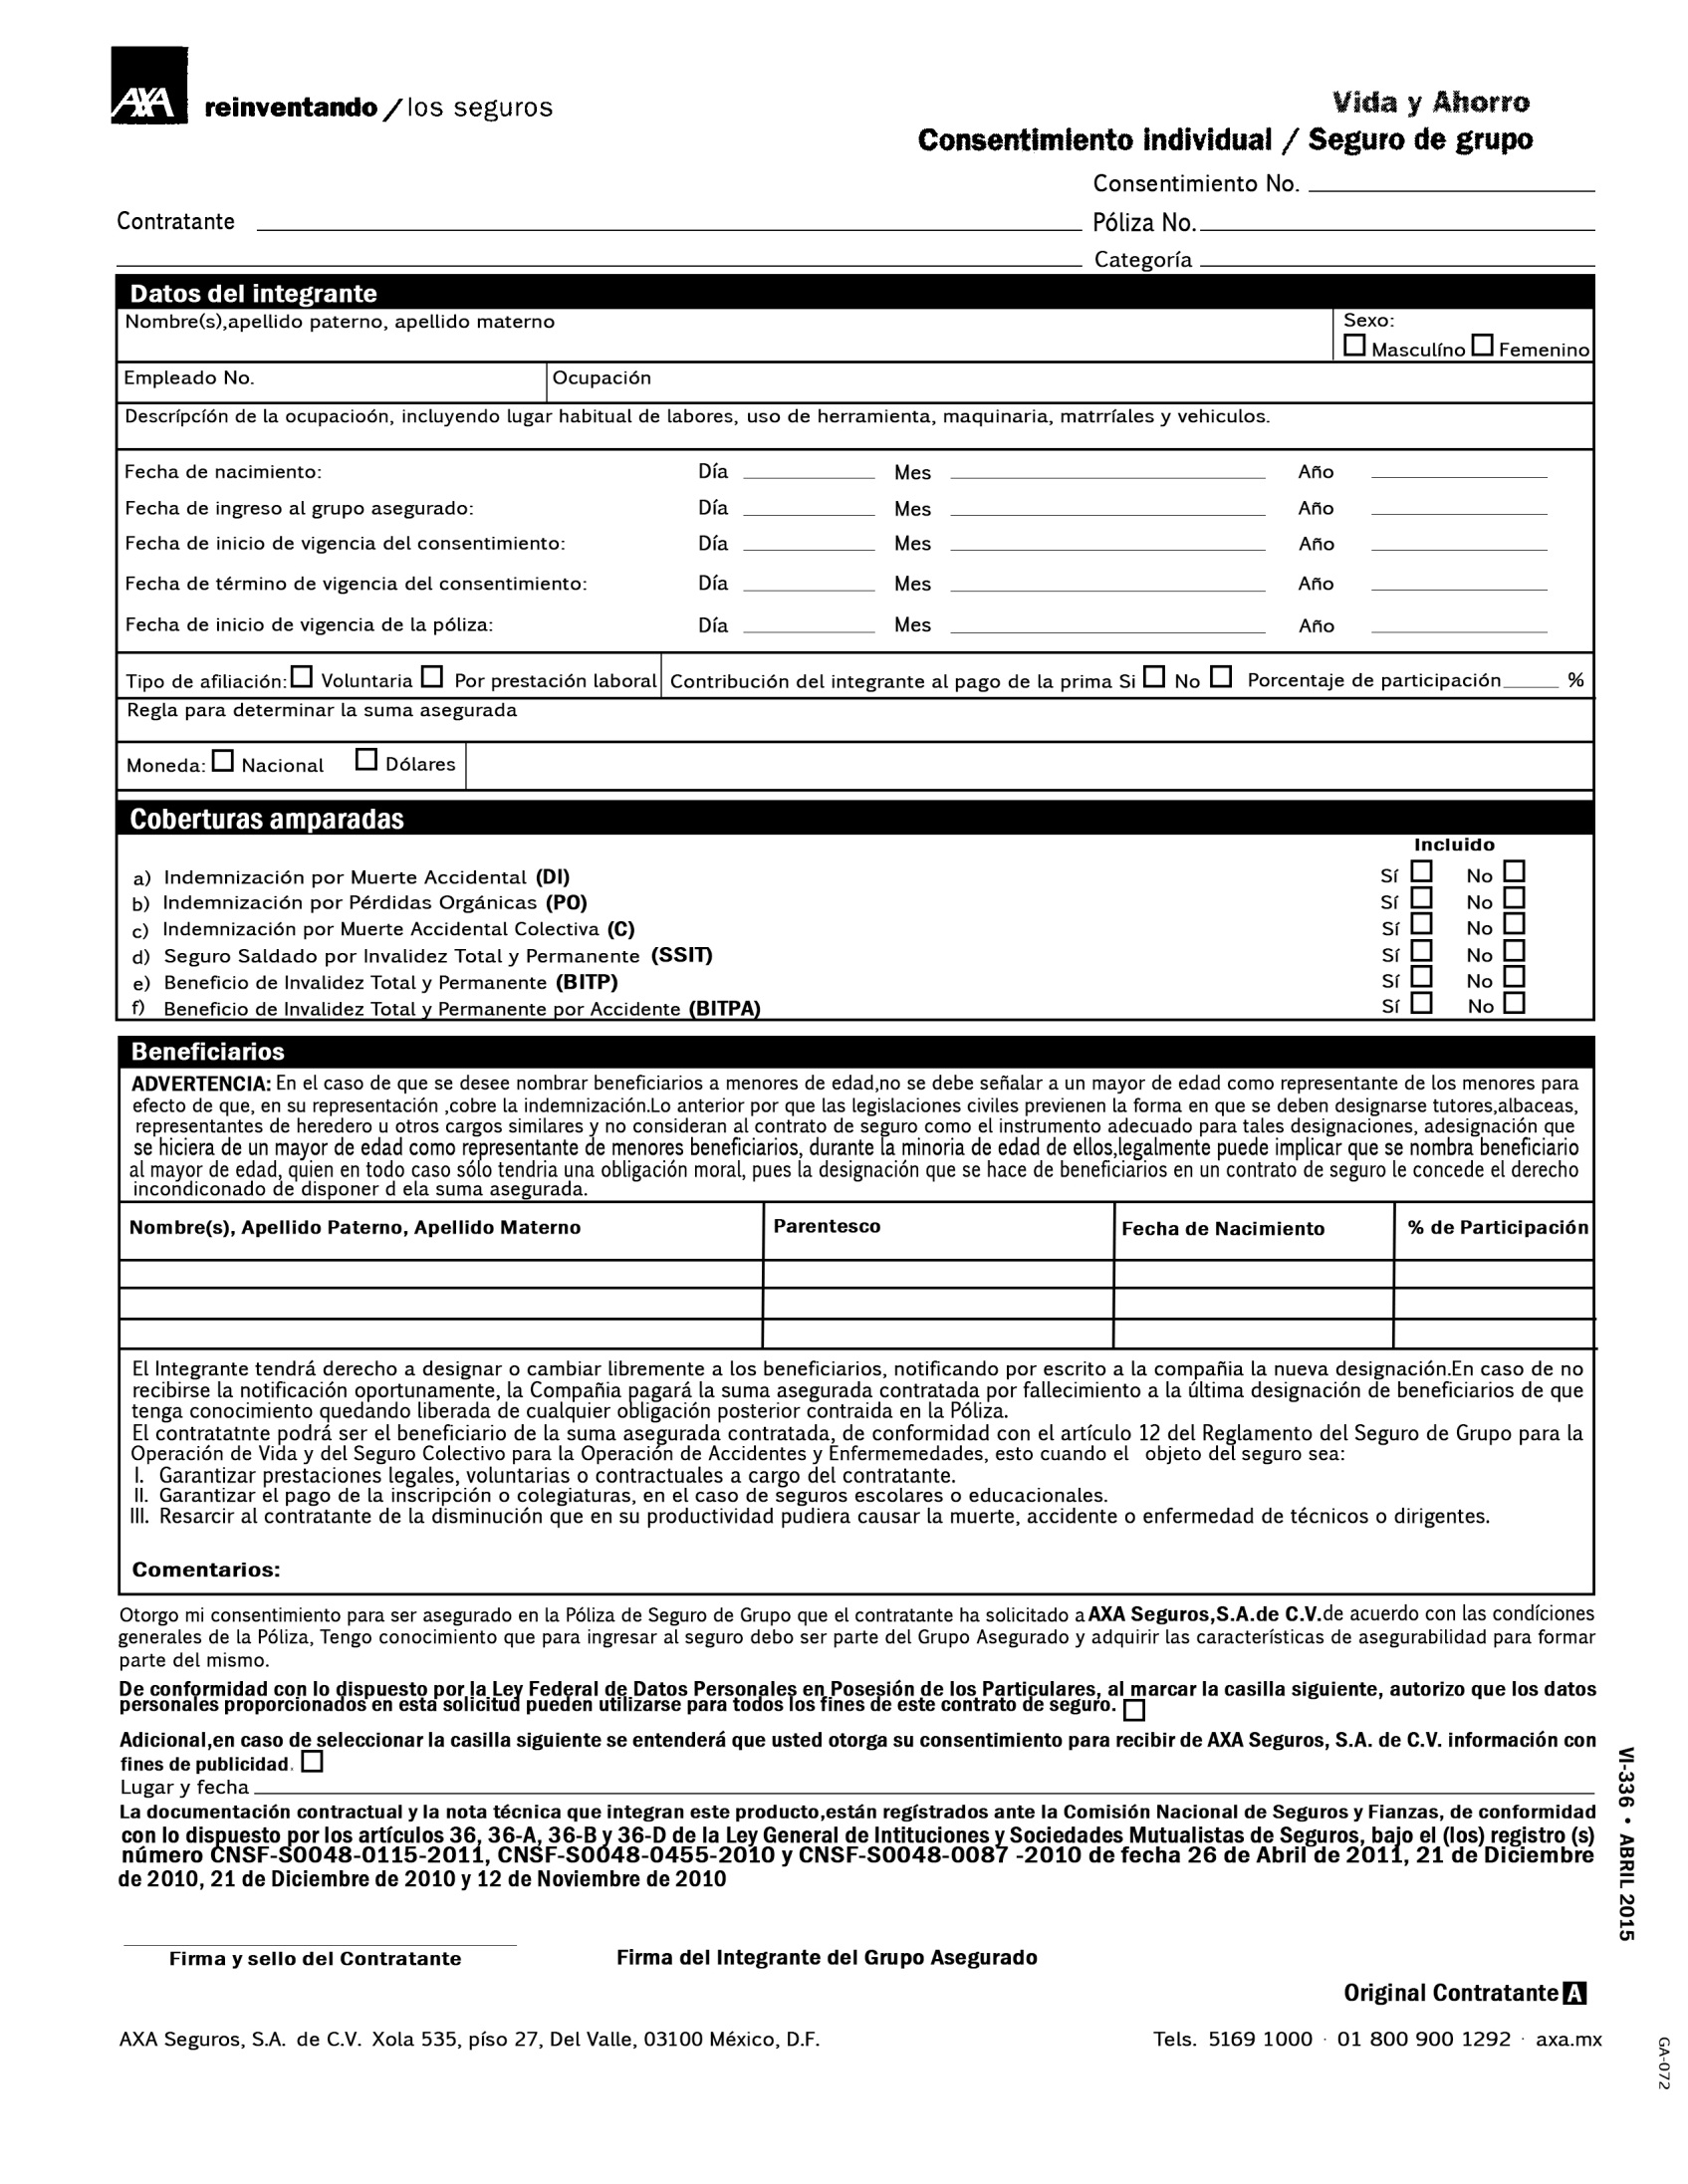 AXA reinventando / los seguros
Vida y Ahorro
Consentimiento individual / Seguro de grupo
Consentimiento No.
Contratante
Póliza No.
Categoría
Datos del integrante
Nombre(s),apellido paterno, apellido materno
Sexo:
Masculíno Femenino
Empleado No. Ocupación
Descrípcíón de la ocupacioón, incluyendo lugar habitual de labores, uso de herramienta, maquinaria, matrríales y vehiculos.
Fecha de nacimiento: Día Mes Año
Fecha de ingreso al grupo asegurado: Día Mes Año
Fecha de inicio de vigencia del consentimiento: Día Mes Año
Fecha de término de vigencia del consentimiento: Día Mes Año
Fecha de inicio de vigencia de la póliza: Día Mes Año
Tipo de afiliación: Voluntaria Por prestación laboral Contribución del integrante al pago de la prima Si No Porcentaje de participación %
Regla para determinar la suma asegurada
Moneda: Nacional Dólares
Coberturas amparadas
Incluido
a) Indemnización por Muerte Accidental (DI) Sí No
b) Indemnización por Pérdidas Orgánicas (PO) Sí No
c) Indemnización por Muerte Accidental Colectiva (C) Sí No
d) Seguro Saldado por Invalidez Total y Permanente (SSIT) Sí No
e) Beneficio de Invalidez Total y Permanente (BITP) Sí No
f) Beneficio de Invalidez Total y Permanente por Accidente (BITPA) Sí No
Beneficiarios
ADVERTENCIA: En el caso de que se desee nombrar beneficiarios a menores de edad,no se debe señalar a un mayor de edad como representante de los menores para
efecto de que, en su representación ,cobre la indemnización.Lo anterior por que las legislaciones civiles previenen la forma en que se deben designarse tutores,albaceas,
representantes de heredero u otros cargos similares y no consideran al contrato de seguro como el instrumento adecuado para tales designaciones, adesignación que
se hiciera de un mayor de edad como representante de menores beneficiarios, durante la minoria de edad de ellos,legalmente puede implicar que se nombra beneficiario
al mayor de edad, quien en todo caso sólo tendria una obligación moral, pues la designación que se hace de beneficiarios en un contrato de seguro le concede el derecho
incondiconado de disponer d ela suma asegurada.
Nombre(s), Apellido Paterno, Apellido Materno Parentesco Fecha de Nacimiento % de Participación
El Integrante tendrá derecho a designar o cambiar libremente a los beneficiarios, notificando por escrito a la compañia la nueva designación.En caso de no
recibirse la notificación oportunamente, la Compañia pagará la suma asegurada contratada por fallecimiento a la última designación de beneficiarios de que
tenga conocimiento quedando liberada de cualquier obligación posterior contraida en la Póliza.
El contratatnte podrá ser el beneficiario de la suma asegurada contratada, de conformidad con el artículo 12 del Reglamento del Seguro de Grupo para la
Operación de Vida y del Seguro Colectivo para la Operación de Accidentes y Enfermemedades, esto cuando el objeto del seguro sea:
I. Garantizar prestaciones legales, voluntarias o contractuales a cargo del contratante.
II. Garantizar el pago de la inscripción o colegiaturas, en el caso de seguros escolares o educacionales.
III. Resarcir al contratante de la disminución que en su productividad pudiera causar la muerte, accidente o enfermedad de técnicos o dirigentes.
Comentarios:
Otorgo mi consentimiento para ser asegurado en la Póliza de Seguro de Grupo que el contratante ha solicitado a AXA Seguros,S.A.de C.V.de acuerdo con las condíciones
generales de la Póliza, Tengo conocimiento que para ingresar al seguro debo ser parte del Grupo Asegurado y adquirir las características de asegurabilidad para formar
parte del mismo.
De conformidad con lo dispuesto por la Ley Federal de Datos Personales en Posesión de los Particulares, al marcar la casilla siguiente, autorizo que los datos
personales proporcionados en esta solicitud pueden utilizarse para todos los fines de este contrato de seguro.
Adicional,en caso de seleccionar la casilla siguiente se entenderá que usted otorga su consentimiento para recibir de AXA Seguros, S.A. de C.V. información con
fines de publicidad.
Lugar y fecha
La documentación contractual y la nota técnica que integran este producto,están regístrados ante la Comisión Nacional de Seguros y Fianzas, de conformidad
con lo dispuesto por los artículos 36, 36-A, 36-B y 36-D de la Ley General de Intituciones y Sociedades Mutualistas de Seguros, bajo el (los) registro (s)
número CNSF-S0048-0115-2011, CNSF-S0048-0455-2010 y CNSF-S0048-0087 -2010 de fecha 26 de Abril de 2011, 21 de Diciembre
de 2010, 21 de Diciembre de 2010 y 12 de Noviembre de 2010
VI-336 • ABRIL 2015
Firma y sello del Contratante
Firma del Integrante del Grupo Asegurado
Original Contratante A
AXA Seguros, S.A. de C.V. Xola 535, píso 27, Del Valle, 03100 México, D.F.
Tels. 5169 1000 · 01 800 900 1292 · axa.mx
GA-072